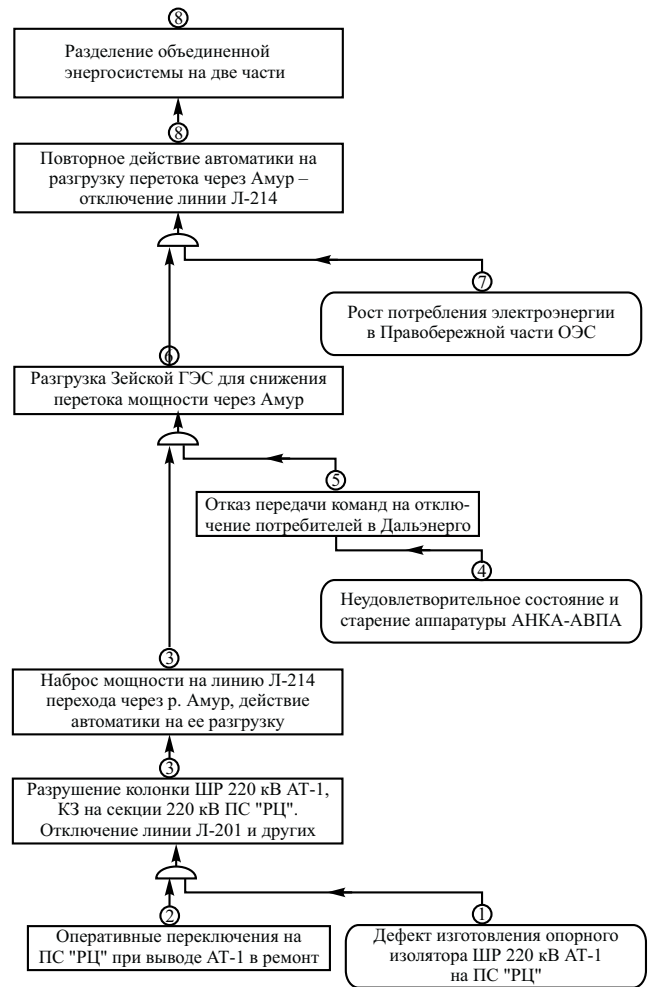 8
Разделение объединенной
энергосистемы на две части
8
Повторное действие автоматики на
разгрузку перетока через Амур –
отключение линии Л-214
7
Рост потребления электроэнергии
в Правобережной части ОЭС
6
Разгрузка Зейской ГЭС для снижения
перетока мощности через Амур
5
Отказ передачи команд на отклю-
чение потребителей в Дальэнерго
4
Неудовлетворительное состояние и
старение аппаратуры АНКА-АВПА
3
Наброс мощности на линию Л-214
перехода через р. Амур, действие
автоматики на ее разгрузку
3
Разрушение колонки ШР 220 кВ АТ-1,
КЗ на секции 220 кВ ПС "РЦ".
Отключение линии Л-201 и других
2
Оперативные переключения на
ПС "РЦ" при выводе АТ-1 в ремонт
1
Дефект изготовления опорного
изолятора ШР 220 кВ АТ-1
на ПС "РЦ"